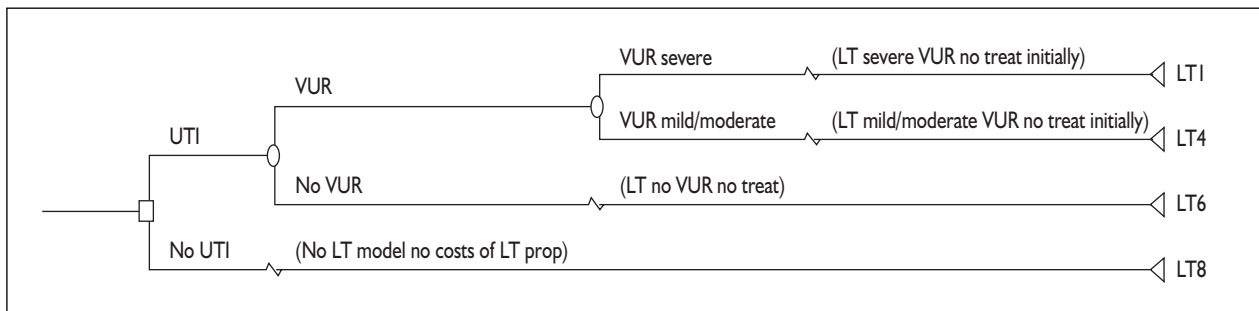 VUR severe (LT severe VUR no treat initially) LT1
VUR
VUR mild/moderate (LT mild/moderate VUR no treat initially) LT4
UTI
No VUR (LT no VUR no treat) LT6
No UTI (No LT model no costs of LT prop) LT8